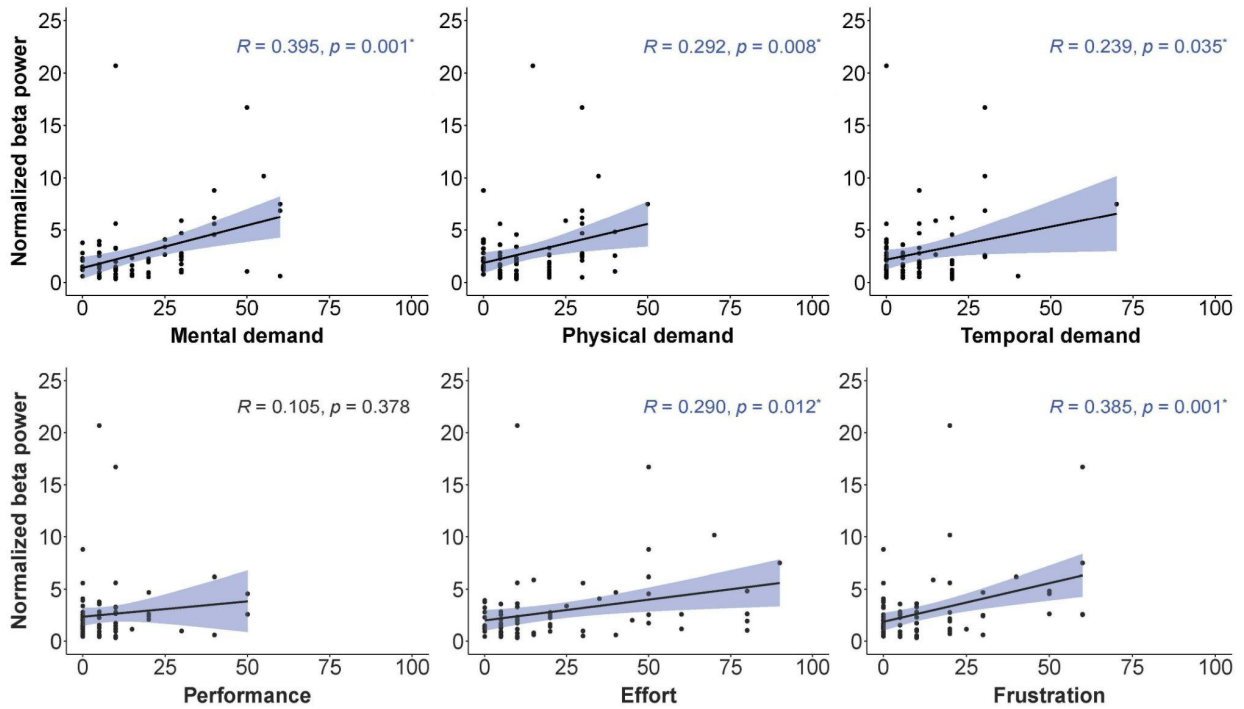 Normalized beta power
25
20
15
10
5
0
R = 0.395, p = 0.001*
0 25 50 75 100
Mental demand
25
20
15
10
5
0
R = 0.292, p = 0.008*
0 25 50 75 100
Physical demand
25
20
15
10
5
0
R = 0.239, p = 0.035*
0 25 50 75 100
Temporal demand
Normalized beta power
25
20
15
10
5
0
R = 0.105, p = 0.378
0 25 50 75 100
Performance
25
20
15
10
5
0
R = 0.290, p = 0.012*
0 25 50 75 100
Effort
25
20
15
10
5
0
R = 0.385, p = 0.001*
0 25 50 75 100
Frustration